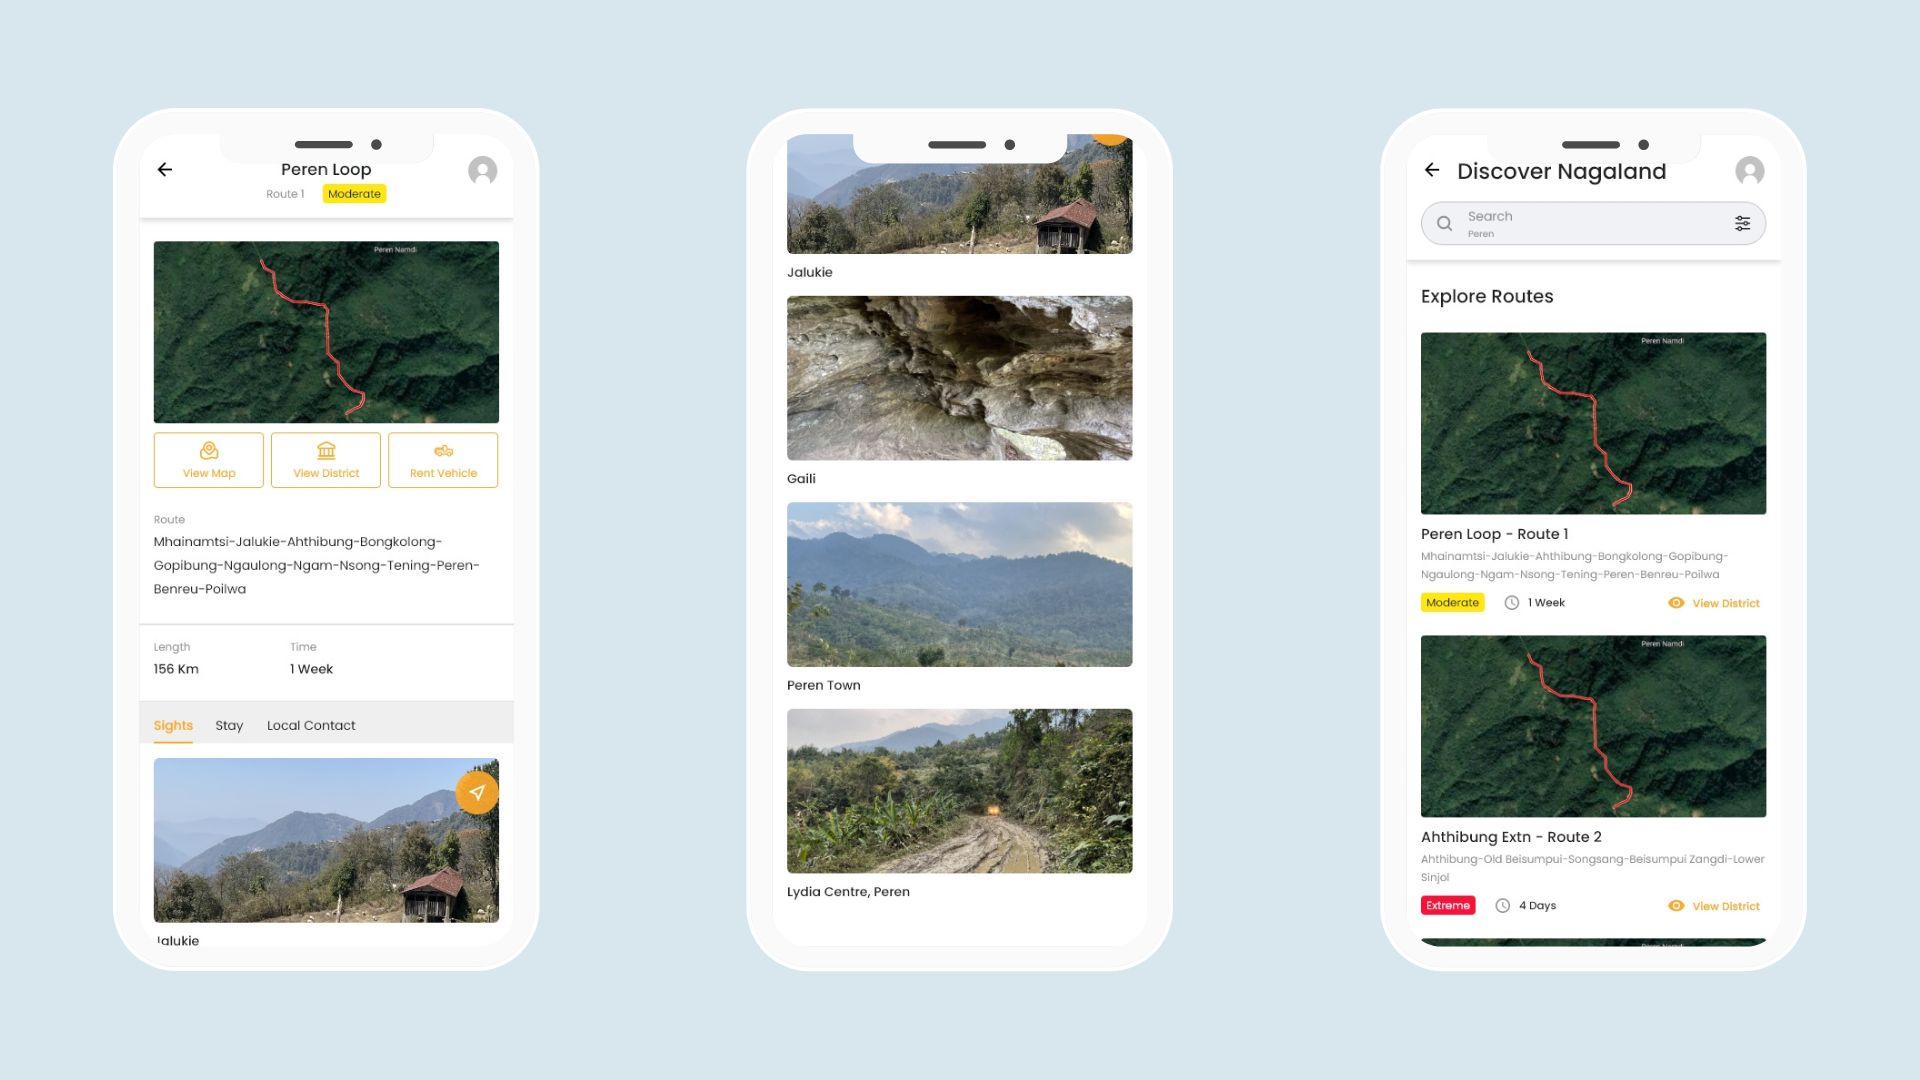 Peren Loop
Route 1
Moderate
Peren Namdi
View Map
View District
Rent Vehicle
Route
Mhainamtsi-Jalukie-Ahthibung-Bongkolong-
Gopibung-Ngaulong-Ngam-Nsong-Tening-Peren-
Benreu-Poilwa
Length
Time
156 Km
1 Week
Sights
Stay
Local Contact
Jalukie
Jalukie
Gaili
Peren Town
Lydia Centre, Peren
Discover Nagaland
Search
Peren
Explore Routes
Peren Namdi
Peren Loop - Route 1
Mhainamtsi-Jalukie-Ahthibung-Bongkolong-Gopibung-
Ngaulong-Ngam-Nsong-Tening-Peren-Benreu-Poilwa
Moderate
1 Week
View District
Peren Namdi
Ahthibung Extn - Route 2
Ahthibung-Old Beisumpui-Songsang-Beisumpui Zangdi-Lower
Sinjol
Extreme
4 Days
View District
Peren Namdi